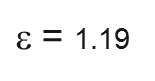 ε = 1.19